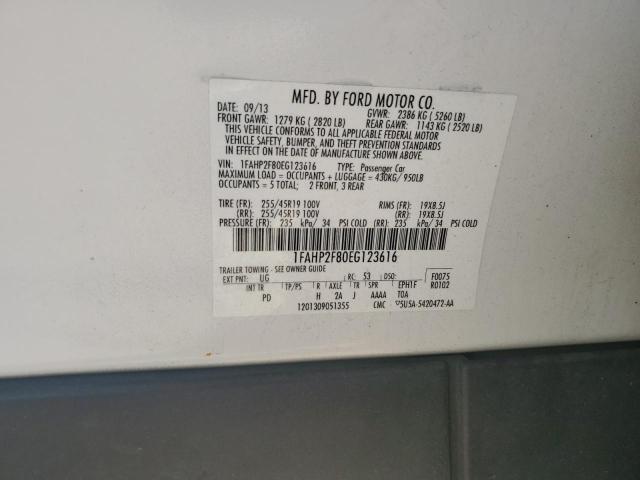 MFD. BY FORD MOTOR CO.
DATE: 09/13 GVWR: 2386 KG ( 5260 LB)
FRONT GAWR: 1279 KG ( 2820 LB) REAR GAWR: 1143 KG ( 2520 LB)
THIS VEHICLE CONFORMS TO ALL APPLICABLE FEDERAL MOTOR
VEHICLE SAFETY, BUMPER, AND THEFT PREVENTION STANDARDS
IN EFFECT ON THE DATE OF MANUFACTURE SHOWN ABOVE.
VIN: 1FAHP2F80EG123616 TYPE: Passenger Car
MAXIMUM LOAD = OCCUPANTS + LUGGAGE = 430KG/ 950LB
OCCUPANTS = 5 TOTAL; 2 FRONT, 3 REAR
TIRE (FR): 255/45R19 100V RIMS (FR): 19X8.5J
(RR): 255/45R19 100V (RR): 19X8.5J
PRESSURE (FR): 235 kPa/ 34 PSI COLD (RR): 235 kPa/ 34 PSI COLD
1FAHP2F80EG123616
TRAILER TOWING - SEE OWNER GUIDE
EXT PNT: UG RC: 53 DSO: F0075
INT TR TP/PS R AXLE TR SPR EPH1F R0102
PD H 2A J AAAA TOA
1201309051355 CMC 5U5A-5420472-AA